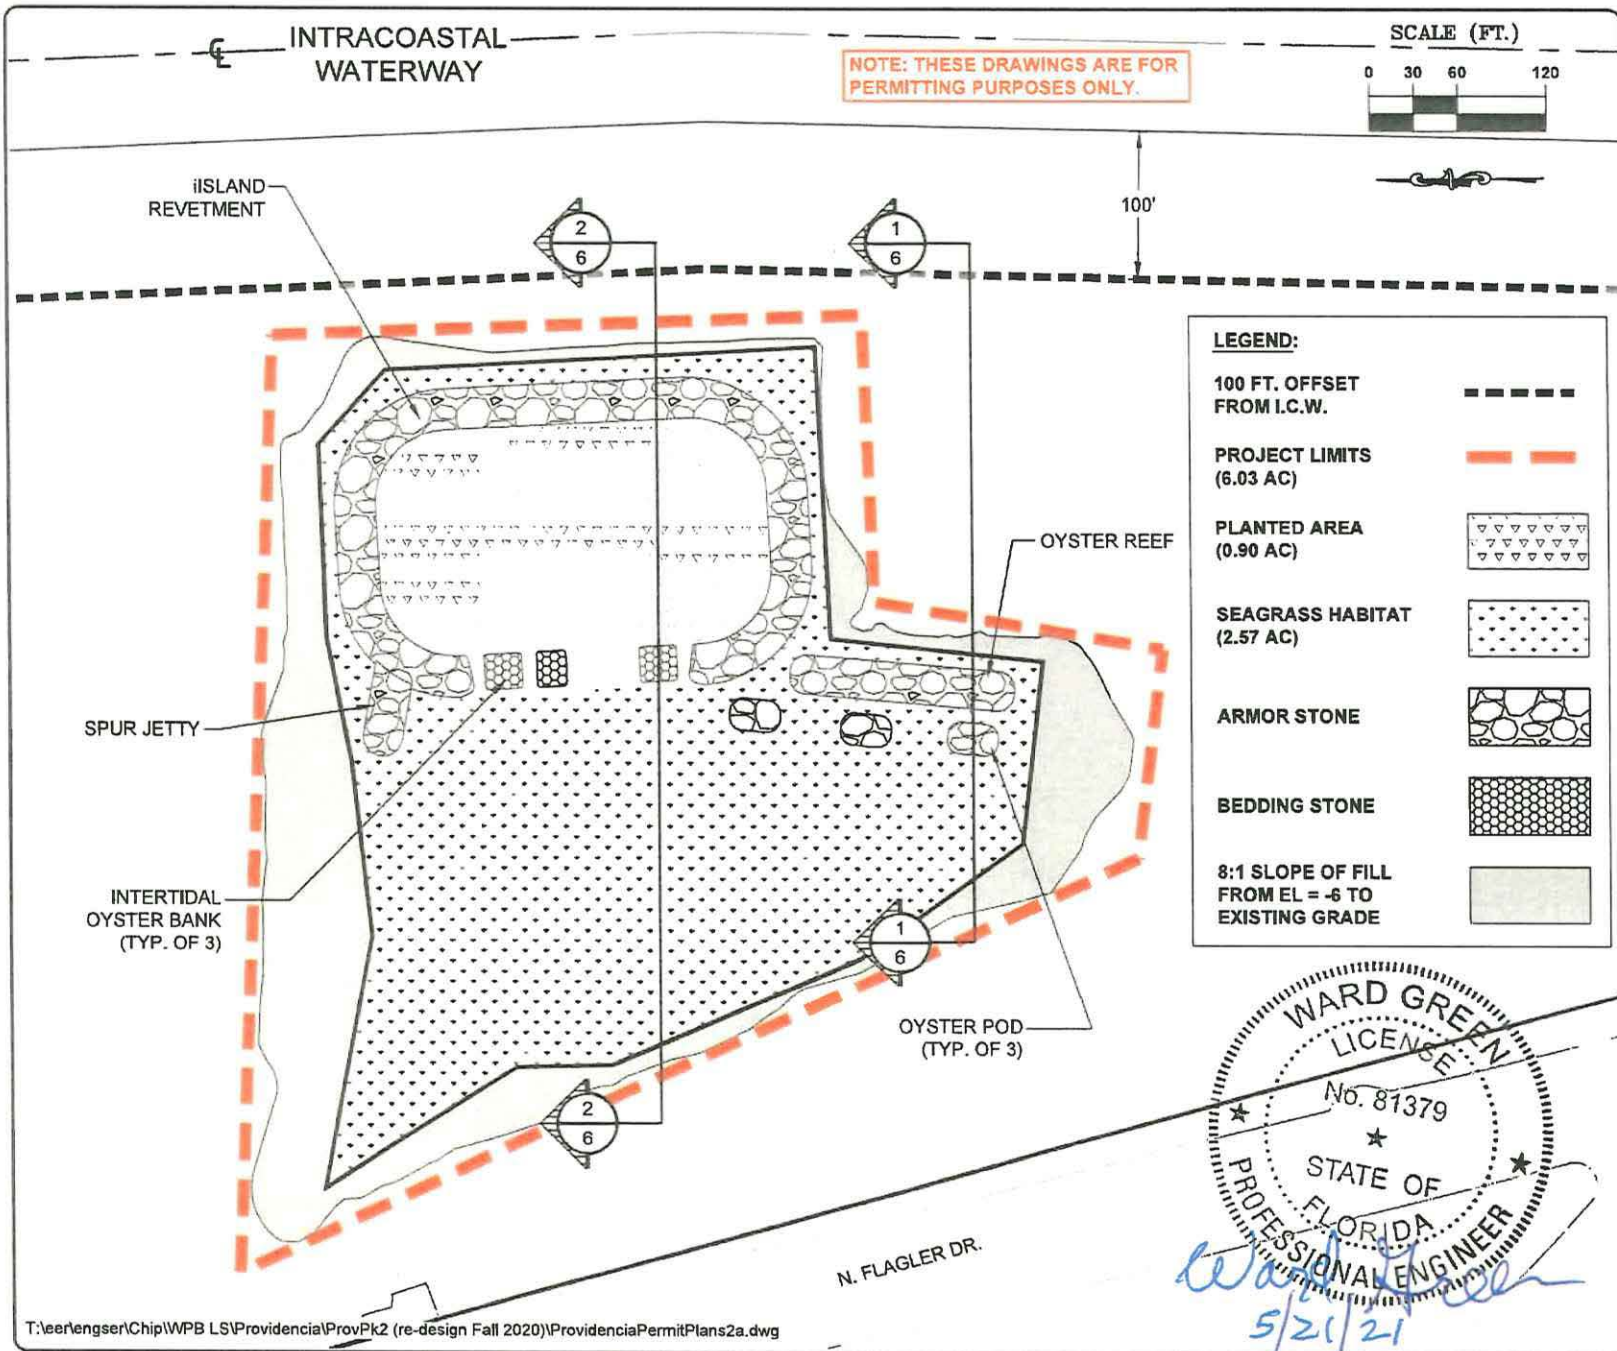 INTRACOASTAL
WATERWAY
NOTE: THESE DRAWINGS ARE FOR
PERMITTING PURPOSES ONLY.
SCALE (FT.)
0 30 60 120
iISLAND
REVETMENT
2
6
1
6
100'
LEGEND:
100 FT. OFFSET
FROM I.C.W.
PROJECT LIMITS
(6.03 AC)
PLANTED AREA
(0.90 AC)
SEAGRASS HABITAT
(2.57 AC)
ARMOR STONE
BEDDING STONE
8:1 SLOPE OF FILL
FROM EL = -6 TO
EXISTING GRADE
OYSTER REEF
SPUR JETTY
INTERTIDAL
OYSTER BANK
(TYP. OF 3)
1
6
OYSTER POD
(TYP. OF 3)
2
6
N. FLAGLER DR.
WARD GREEN
LICENSE
No. 81379
STATE OF
FLORIDA
PROFESSIONAL ENGINEER
Ward Green
5/21/21
T:\eer\engser\Chip\WPB LS\Providencia\ProvPk2 (re-design Fall 2020)\ProvidenciaPermitPlans2a.dwg